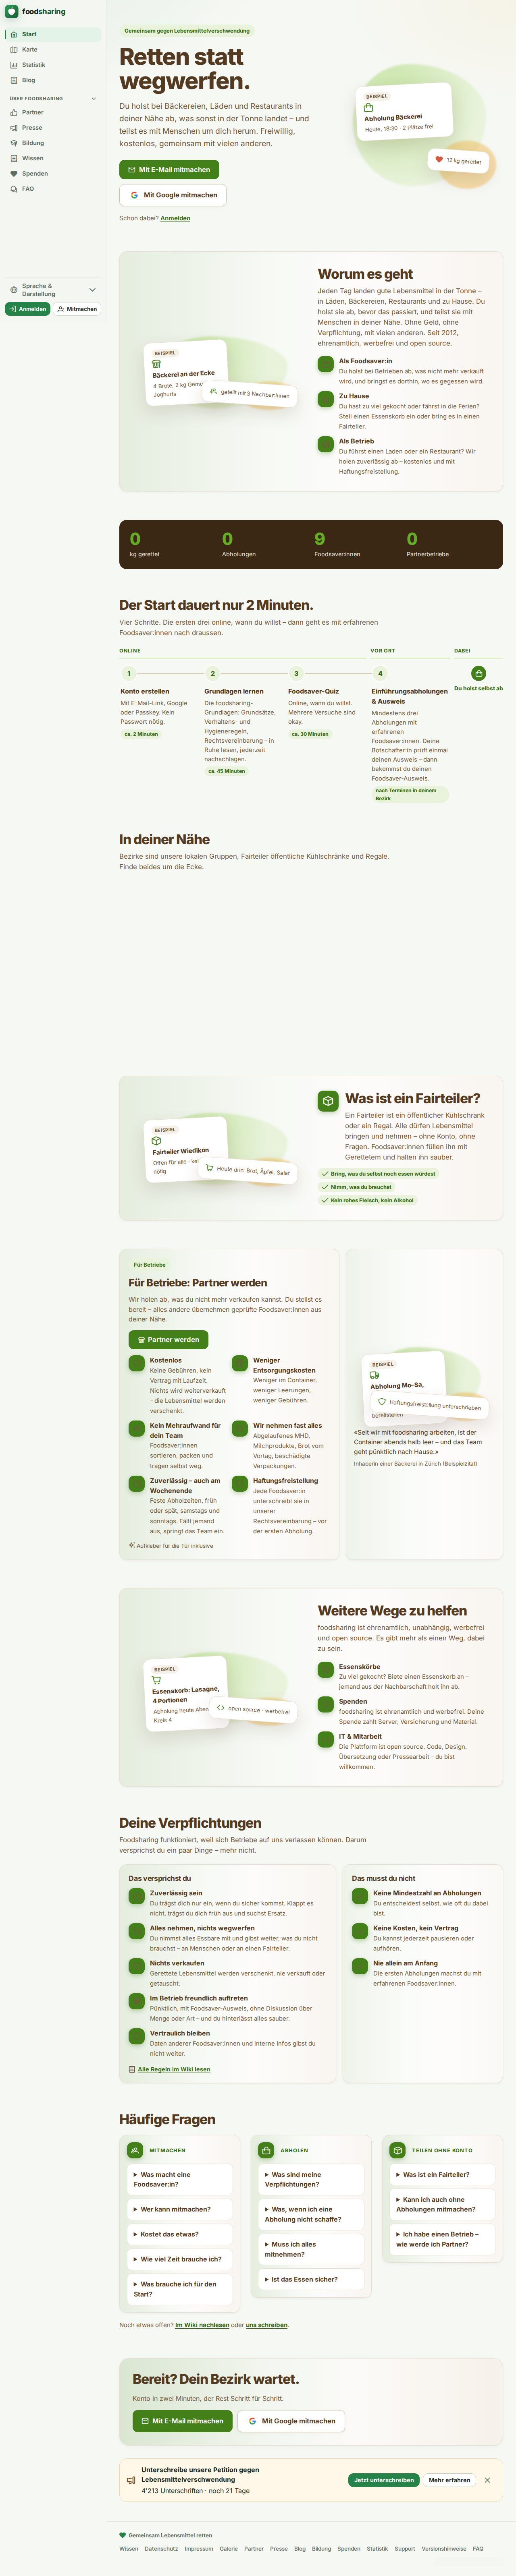 foodsharing
Start
Karte
Statistik
Blog
ÜBER FOODSHARING
Partner
Presse
Bildung
Wissen
Spenden
FAQ
Sprache &
Darstellung
Anmelden
Mitmachen
Gemeinsam gegen Lebensmittelverschwendung
Retten statt
wegwerfen.
Du holst bei Bäckereien, Läden und Restaurants in
deiner Nähe ab, was sonst in der Tonne landet – und
teilst es mit Menschen um dich herum. Freiwillig,
kostenlos, gemeinsam mit vielen anderen.
Mit E-Mail mitmachen
Mit Google mitmachen
Schon dabei? Anmelden
BEISPIEL
Abholung Bäckerei
Heute, 18:30 · 2 Plätze frei
12 kg gerettet
BEISPIEL
Bäckerei an der Ecke
4 Brote, 2 kg Gemü
Joghurts
geteilt mit 3 Nachbar:innen
Worum es geht
Jeden Tag landen gute Lebensmittel in der Tonne –
in Läden, Bäckereien, Restaurants und zu Hause. Du
holst sie ab, bevor das passiert, und teilst sie mit
Menschen in deiner Nähe. Ohne Geld, ohne
Verpflichtung, mit vielen anderen. Seit 2012,
ehrenamtlich, werbefrei und open source.
Als Foodsaver:in
Du holst bei Betrieben ab, was nicht mehr verkauft
wird, und bringst es dorthin, wo es gegessen wird.
Zu Hause
Du hast zu viel gekocht oder fährst in die Ferien?
Stell einen Essenskorb ein oder bring es in einen
Fairteiler.
Als Betrieb
Du führst einen Laden oder ein Restaurant? Wir
holen zuverlässig ab – kostenlos und mit
Haftungsfreistellung.
0
kg gerettet
0
Abholungen
9
Foodsaver:innen
0
Partnerbetriebe
Der Start dauert nur 2 Minuten.
Vier Schritte. Die ersten drei online, wann du willst – dann geht es mit erfahrenen
Foodsaver:innen nach draussen.
ONLINE
VOR ORT
DABEI
1
Konto erstellen
Mit E-Mail-Link, Google
oder Passkey. Kein
Passwort nötig.
ca. 2 Minuten
2
Grundlagen lernen
Die foodsharing-
Grundlagen: Grundsätze,
Verhaltens- und
Hygieneregeln,
Rechtsvereinbarung – in
Ruhe lesen, jederzeit
nachschlagen.
ca. 45 Minuten
3
Foodsaver-Quiz
Online, wann du willst.
Mehrere Versuche sind
okay.
ca. 30 Minuten
4
Einführungsabholungen
& Ausweis
Mindestens drei
Abholungen mit
erfahrenen
Foodsaver:innen. Deine
Botschafter:in prüft einmal
deinen Ausweis – dann
bekommst du deinen
Foodsaver-Ausweis.
nach Terminen in deinem
Bezirk
Du holst selbst ab
In deiner Nähe
Bezirke sind unsere lokalen Gruppen, Fairteiler öffentliche Kühlschränke und Regale.
Finde beides um die Ecke.
BEISPIEL
Fairteiler Wiedikon
Offen für alle · kei
nötig
Heute drin: Brot, Äpfel, Salat
Was ist ein Fairteiler?
Ein Fairteiler ist ein öffentlicher Kühlschrank
oder ein Regal. Alle dürfen Lebensmittel
bringen und nehmen – ohne Konto, ohne
Fragen. Foodsaver:innen füllen ihn mit
Gerettetem und halten ihn sauber.
Bring, was du selbst noch essen würdest
Nimm, was du brauchst
Kein rohes Fleisch, kein Alkohol
Für Betriebe
Für Betriebe: Partner werden
Wir holen ab, was du nicht mehr verkaufen kannst. Du stellst es
bereit – alles andere übernehmen geprüfte Foodsaver:innen aus
deiner Nähe.
Partner werden
Kostenlos
Keine Gebühren, kein
Vertrag mit Laufzeit.
Nichts wird weiterverkauft
– die Lebensmittel werden
verschenkt.
Weniger
Entsorgungskosten
Weniger im Container,
weniger Leerungen,
weniger Gebühren.
Kein Mehraufwand für
dein Team
Foodsaver:innen
sortieren, packen und
tragen selbst weg.
Wir nehmen fast alles
Abgelaufenes MHD,
Milchprodukte, Brot vom
Vortag, beschädigte
Verpackungen.
Zuverlässig – auch am
Wochenende
Feste Abholzeiten, früh
oder spät, samstags und
sonntags. Fällt jemand
aus, springt das Team ein.
Haftungsfreistellung
Jede Foodsaver:in
unterschreibt sie in
unserer
Rechtsvereinbarung – vor
der ersten Abholung.
Aufkleber für die Tür inklusive
BEISPIEL
Abholung Mo–Sa,
Haftungsfreistellung unterschrieben
bereitstellen
«Seit wir mit foodsharing arbeiten, ist der
Container abends halb leer – und das Team
geht pünktlich nach Hause.»
Inhaberin einer Bäckerei in Zürich (Beispielzitat)
BEISPIEL
Essenskorb: Lasagne,
4 Portionen
Abholung heute Aben
Kreis 4
open source · werbefrei
Weitere Wege zu helfen
foodsharing ist ehrenamtlich, unabhängig, werbefrei
und open source. Es gibt mehr als einen Weg, dabei
zu sein.
Essenskörbe
Zu viel gekocht? Biete einen Essenskorb an –
jemand aus der Nachbarschaft holt ihn ab.
Spenden
foodsharing ist ehrenamtlich und werbefrei. Deine
Spende zahlt Server, Versicherung und Material.
IT & Mitarbeit
Die Plattform ist open source. Code, Design,
Übersetzung oder Pressearbeit – du bist
willkommen.
Deine Verpflichtungen
Foodsharing funktioniert, weil sich Betriebe auf uns verlassen können. Darum
versprichst du ein paar Dinge – mehr nicht.
Das versprichst du
Zuverlässig sein
Du trägst dich nur ein, wenn du sicher kommst. Klappt es
nicht, trägst du dich früh aus und suchst Ersatz.
Alles nehmen, nichts wegwerfen
Du nimmst alles Essbare mit und gibst weiter, was du nicht
brauchst – an Menschen oder an einen Fairteiler.
Nichts verkaufen
Gerettete Lebensmittel werden verschenkt, nie verkauft oder
getauscht.
Im Betrieb freundlich auftreten
Pünktlich, mit Foodsaver-Ausweis, ohne Diskussion über
Menge oder Art – und du hinterlässt alles sauber.
Vertraulich bleiben
Daten anderer Foodsaver:innen und interne Infos gibst du
nicht weiter.
Alle Regeln im Wiki lesen
Das musst du nicht
Keine Mindestzahl an Abholungen
Du entscheidest selbst, wie oft du dabei
bist.
Keine Kosten, kein Vertrag
Du kannst jederzeit pausieren oder
aufhören.
Nie allein am Anfang
Die ersten Abholungen machst du mit
erfahrenen Foodsaver:innen.
Häufige Fragen
MITMACHEN
Was macht eine
Foodsaver:in?
Wer kann mitmachen?
Kostet das etwas?
Wie viel Zeit brauche ich?
Was brauche ich für den
Start?
ABHOLEN
Was sind meine
Verpflichtungen?
Was, wenn ich eine
Abholung nicht schaffe?
Muss ich alles
mitnehmen?
Ist das Essen sicher?
TEILEN OHNE KONTO
Was ist ein Fairteiler?
Kann ich auch ohne
Abholungen mitmachen?
Ich habe einen Betrieb –
wie werde ich Partner?
Noch etwas offen? Im Wiki nachlesen oder uns schreiben.
Bereit? Dein Bezirk wartet.
Konto in zwei Minuten, der Rest Schritt für Schritt.
Mit E-Mail mitmachen
Mit Google mitmachen
Unterschreibe unsere Petition gegen
Lebensmittelverschwendung
4'213 Unterschriften · noch 21 Tage
Jetzt unterschreiben
Mehr erfahren
Gemeinsam Lebensmittel retten
Wissen Datenschutz Impressum Galerie Partner Presse Blog Bildung Spenden Statistik Support Versionshinweise FAQ